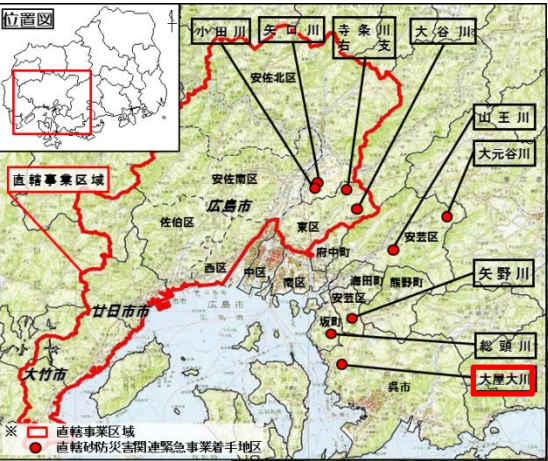 位置図
小田川
矢口川
寺条川
右支
大谷川
山王川
大元谷川
直轄事業区域
安佐北区
安佐南区
広島市
佐伯区
東区
安芸区
府中町
西区
中区
南区
海田町
熊野町
安芸区
矢野川
広島市
廿日市市
坂町
総頭川
大竹市
呉市
大屋大川
※
直轄事業区域
直轄砂防災害関連緊急事業着手地区